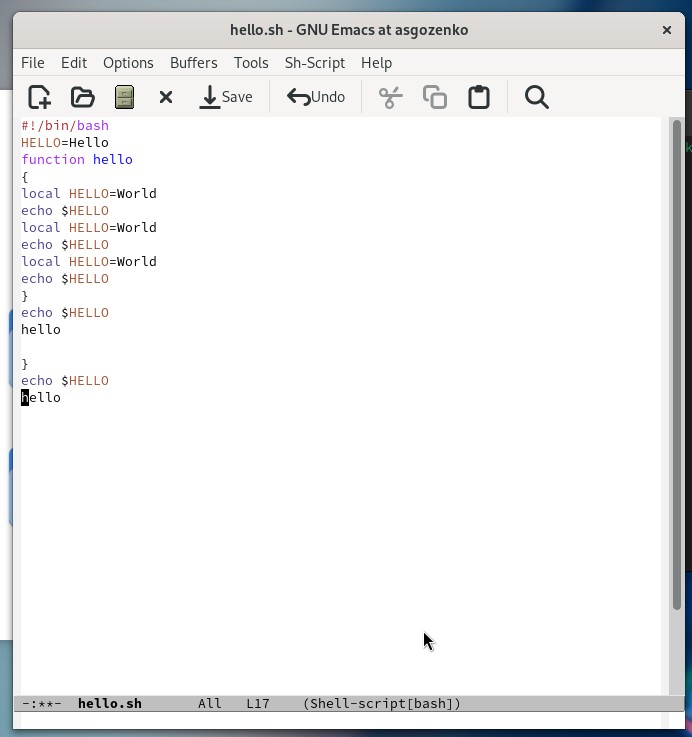 hello.sh - GNU Emacs at asgozenko
File Edit Options Buffers Tools Sh-Script Help
Save Undo
#!/bin/bash
HELLO=Hello
function hello
{
local HELLO=World
echo $HELLO
local HELLO=World
echo $HELLO
local HELLO=World
echo $HELLO
}
echo $HELLO
hello
}
echo $HELLO
hello
-:**- hello.sh All L17 (Shell-script[bash])